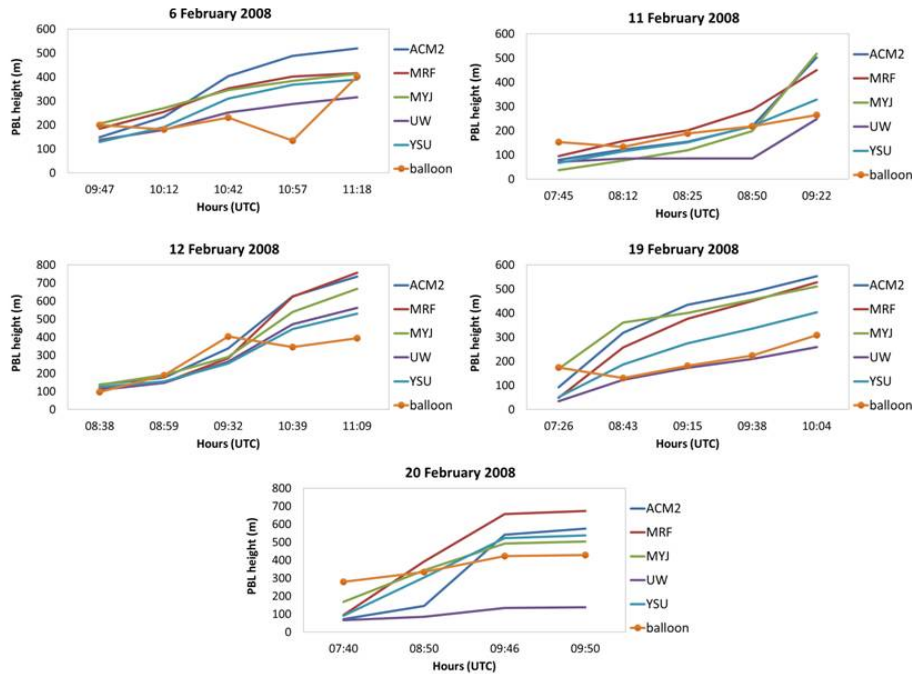 6 February 2008
PBL height (m)
600
500
400
300
200
100
0
09:47 10:12 10:42 10:57 11:18
Hours (UTC)
ACM2
MRF
MYJ
UW
YSU
balloon
11 February 2008
PBL height (m)
600
500
400
300
200
100
0
07:45 08:12 08:25 08:50 09:22
Hours (UTC)
ACM2
MRF
MYJ
UW
YSU
balloon
12 February 2008
PBL height (m)
800
700
600
500
400
300
200
100
0
08:38 08:59 09:32 10:39 11:09
Hours (UTC)
ACM2
MRF
MYJ
UW
YSU
balloon
19 February 2008
PBL height (m)
600
500
400
300
200
100
0
07:26 08:43 09:15 09:38 10:04
Hours (UTC)
ACM2
MRF
MYJ
UW
YSU
balloon
20 February 2008
PBL height (m)
800
700
600
500
400
300
200
100
0
07:40 08:50 09:46 09:50
Hours (UTC)
ACM2
MRF
MYJ
UW
YSU
balloon